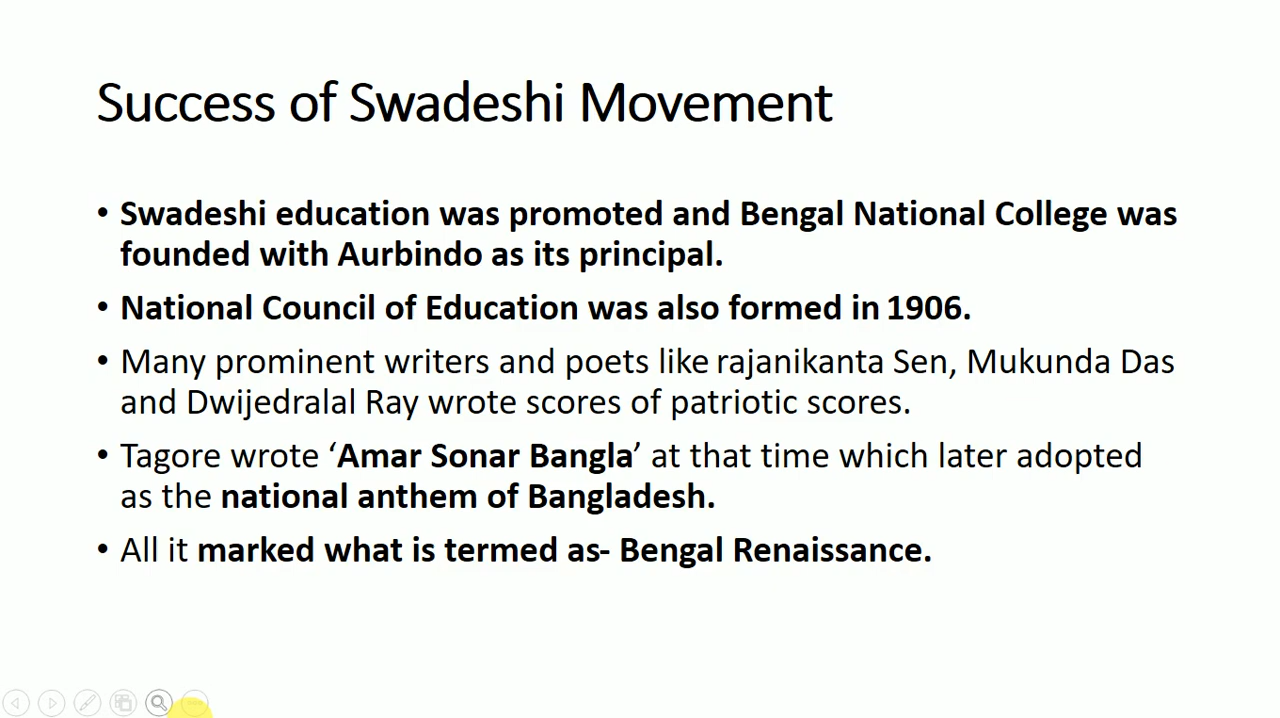 Success of Swadeshi Movement
• Swadeshi education was promoted and Bengal National College was
founded with Aurbindo as its principal.
• National Council of Education was also formed in 1906.
• Many prominent writers and poets like rajanikanta Sen, Mukunda Das
and Dwijedralal Ray wrote scores of patriotic scores.
• Tagore wrote ‘Amar Sonar Bangla’ at that time which later adopted
as the national anthem of Bangladesh.
• All it marked what is termed as- Bengal Renaissance.